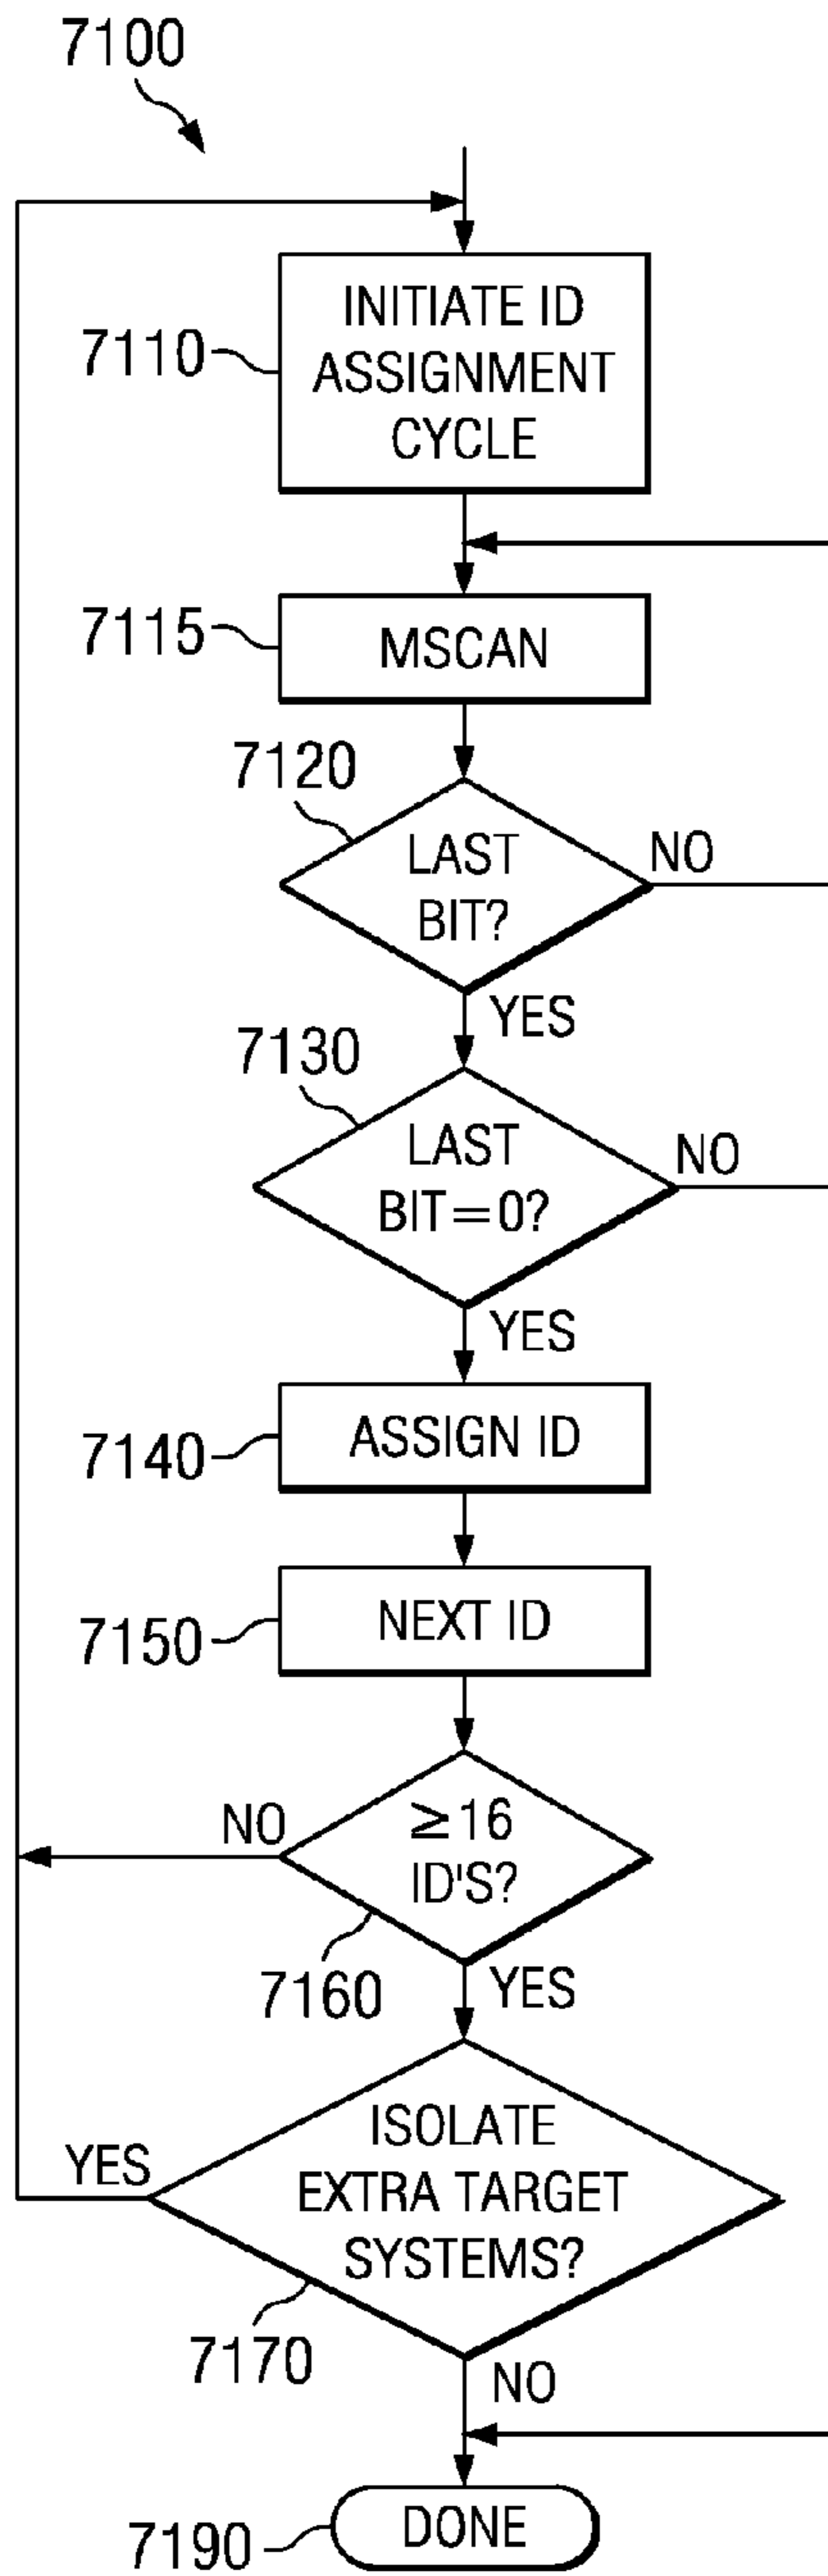 7100
INITIATE ID
ASSIGNMENT
CYCLE
7110
7115
MSCAN
7120
LAST
BIT?
NO
YES
7130
LAST
BIT=0?
NO
YES
ASSIGN ID
7140
NEXT ID
7150
NO
≥16
ID'S?
7160
YES
ISOLATE
EXTRA TARGET
SYSTEMS?
YES
7170
NO
DONE
7190